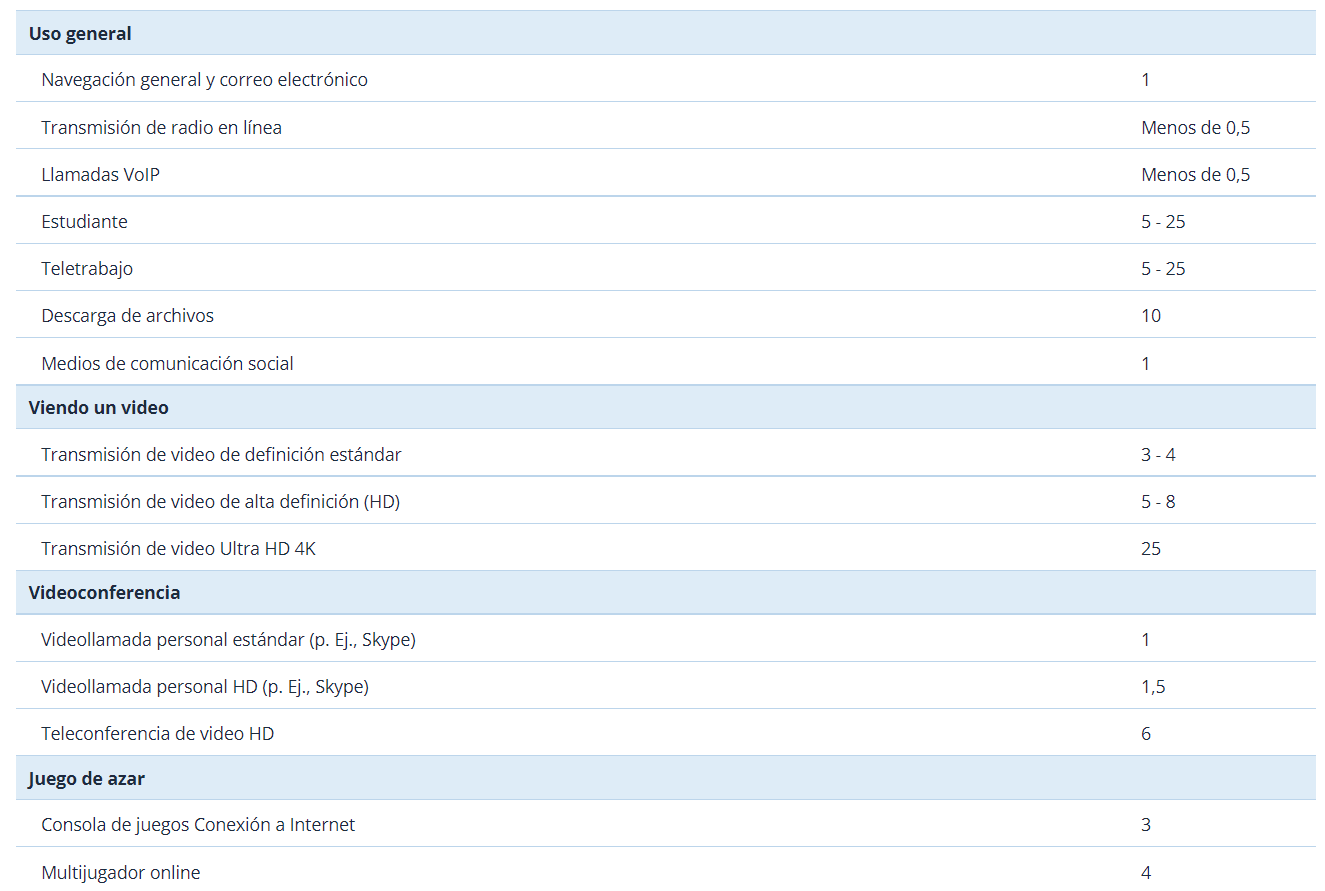 Uso general
Navegación general y correo electrónico 1
Transmisión de radio en línea Menos de 0,5
Llamadas VoIP Menos de 0,5
Estudiante 5 - 25
Teletrabajo 5 - 25
Descarga de archivos 10
Medios de comunicación social 1
Viendo un video
Transmisión de video de definición estándar 3 - 4
Transmisión de video de alta definición (HD) 5 - 8
Transmisión de video Ultra HD 4K 25
Videoconferencia
Videollamada personal estándar (p. Ej., Skype) 1
Videollamada personal HD (p. Ej., Skype) 1,5
Teleconferencia de video HD 6
Juego de azar
Consola de juegos Conexión a Internet 3
Multijugador online 4